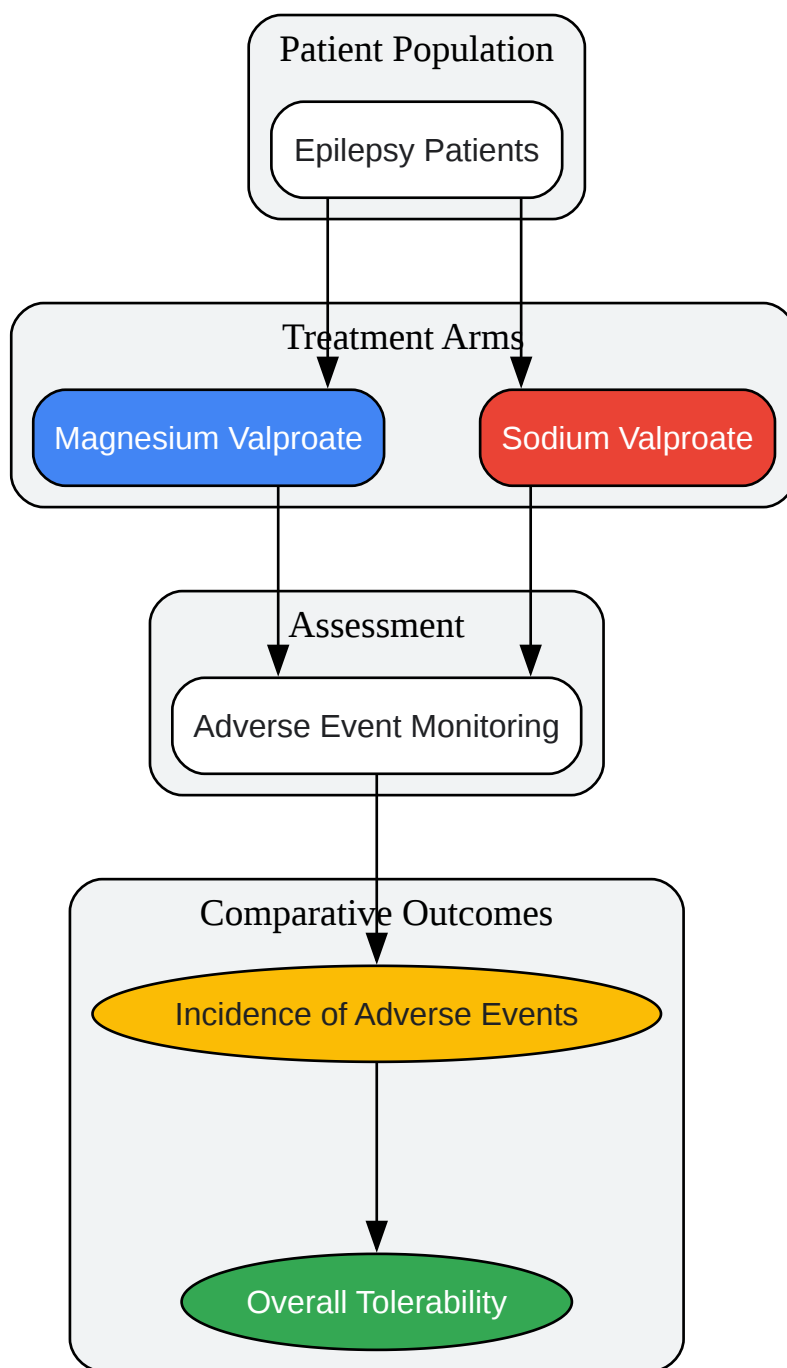 Patient Population
Epilepsy Patients
Treatment Arms
Magnesium Valproate
Sodium Valproate
Assessment
Adverse Event Monitoring
Comparative Outcomes
Incidence of Adverse Events
Overall Tolerability